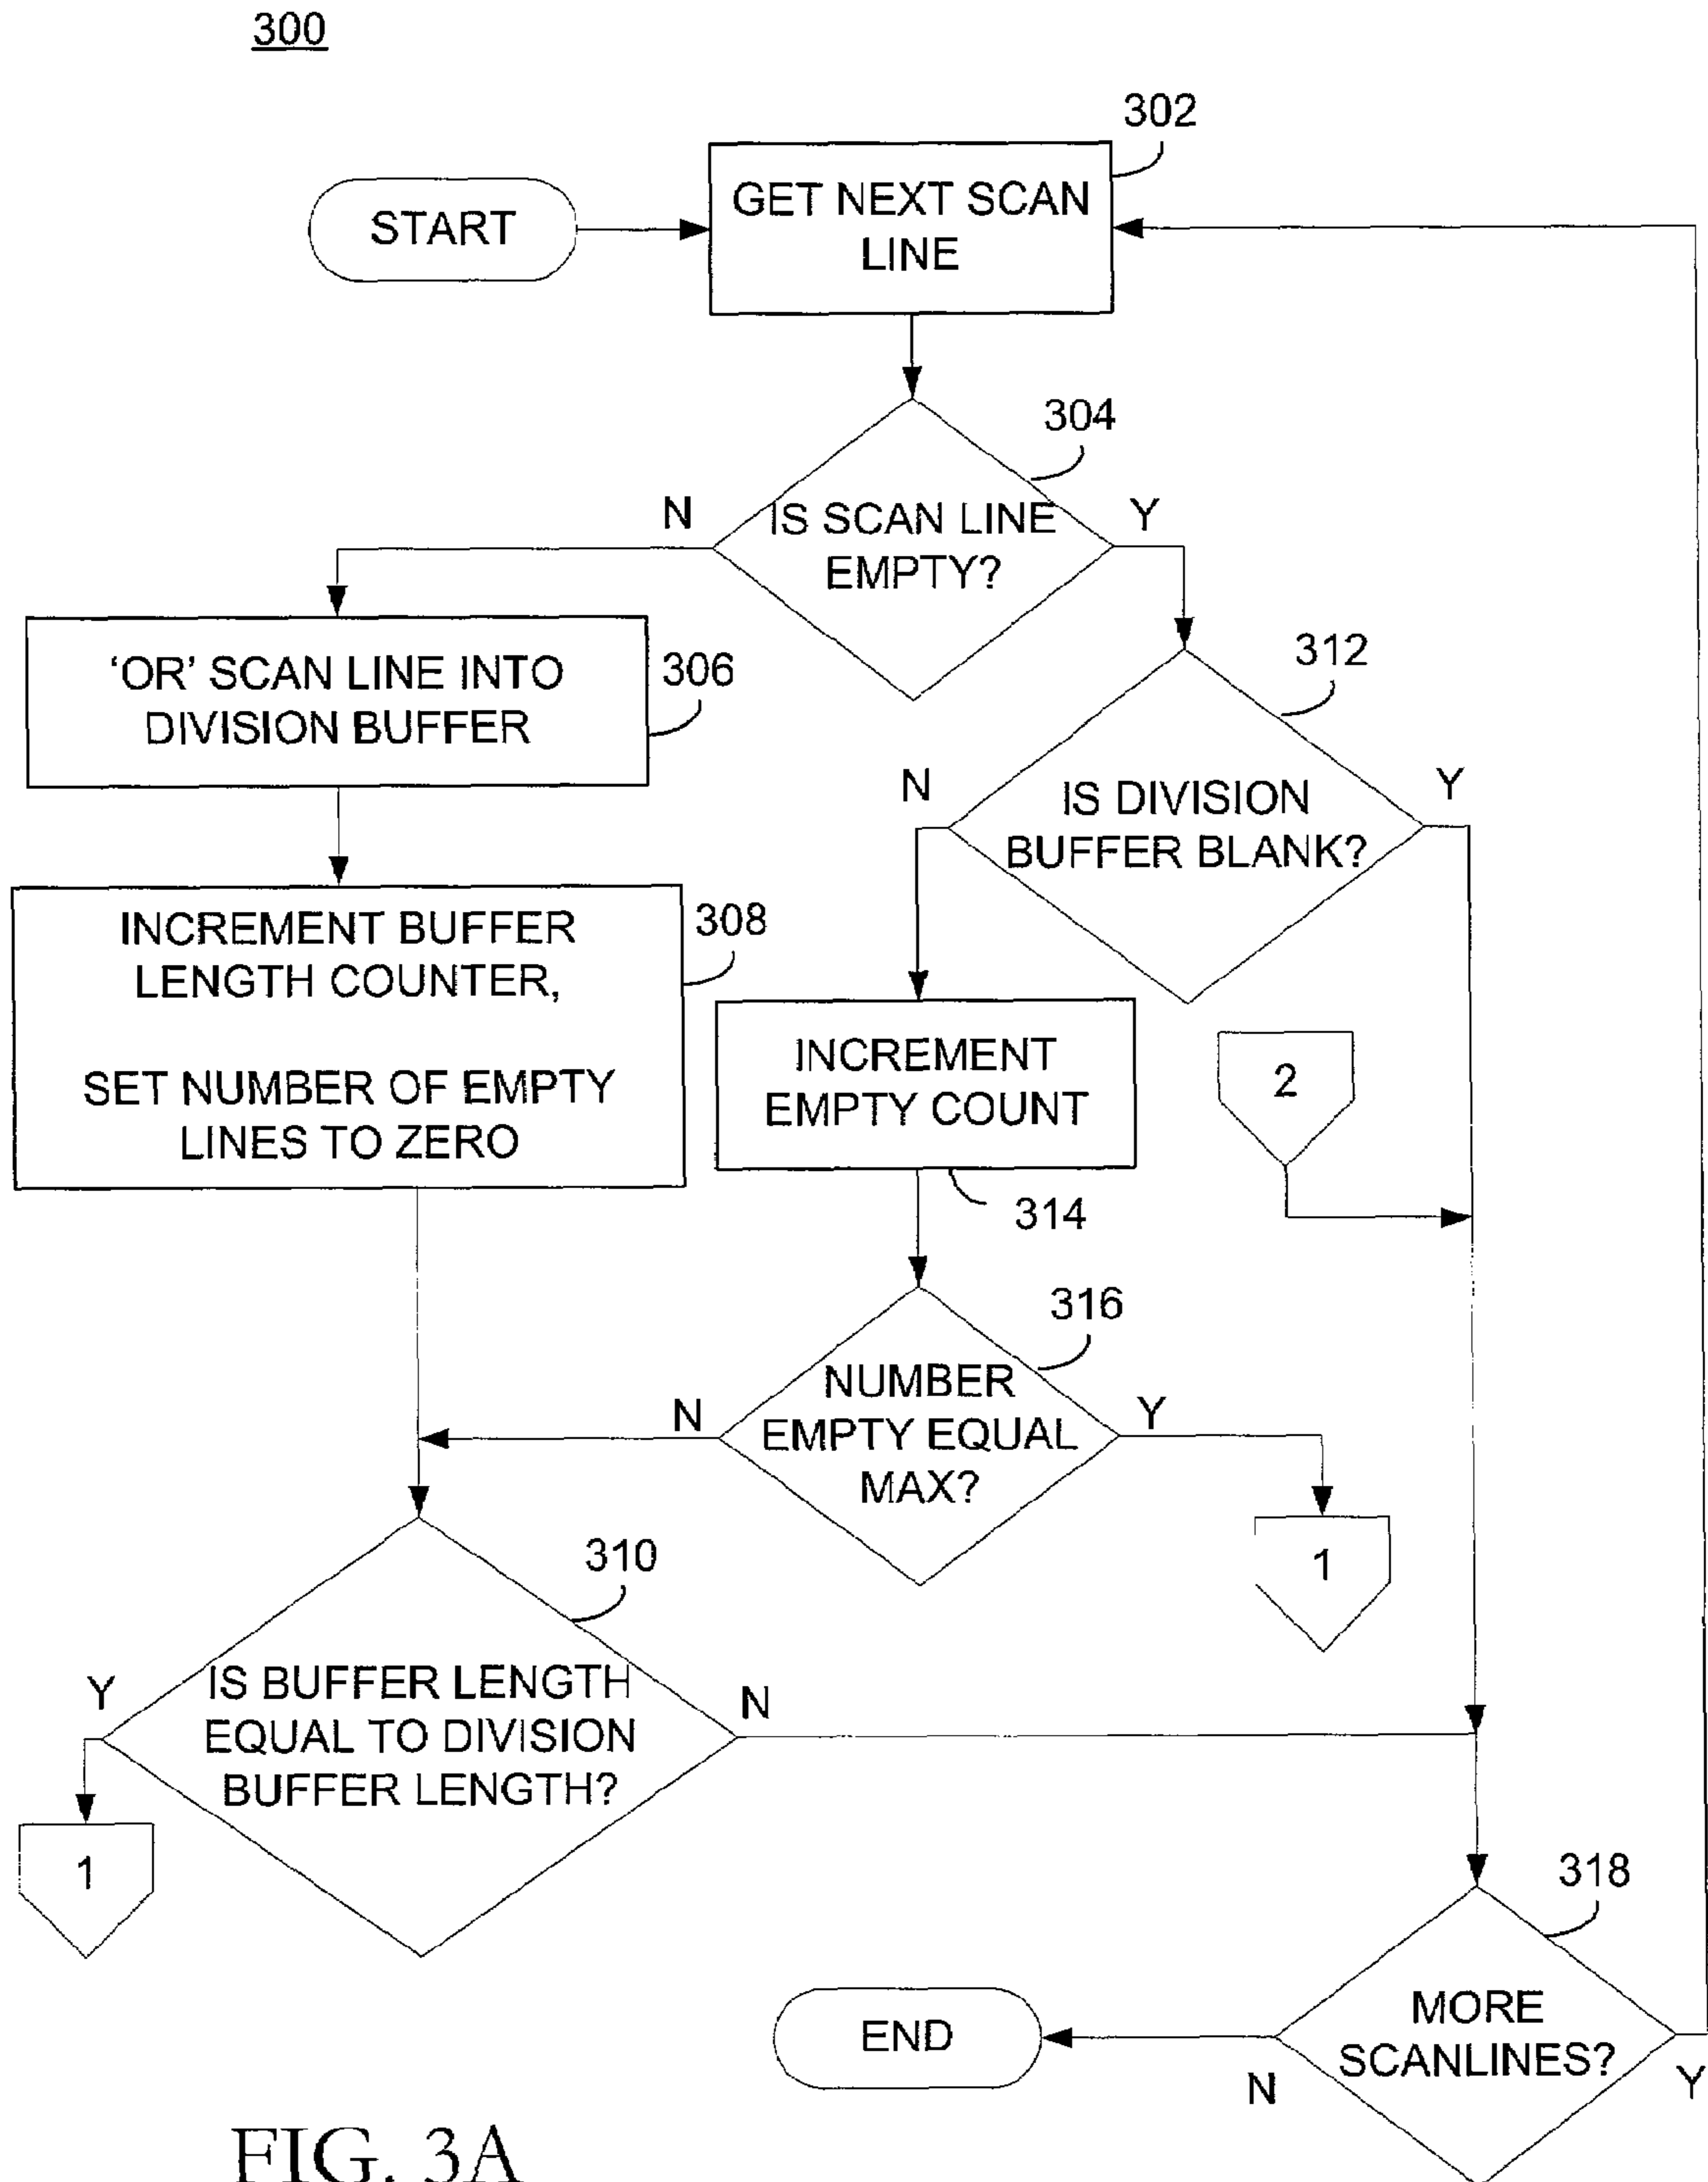 300
302
START
GET NEXT SCAN
LINE
304
N
Y
IS SCAN LINE
EMPTY?
'OR' SCAN LINE INTO
DIVISION BUFFER
306
312
N
Y
IS DIVISION
BUFFER BLANK?
INCREMENT BUFFER
LENGTH COUNTER,
SET NUMBER OF EMPTY
LINES TO ZERO
308
INCREMENT
EMPTY COUNT
314
2
316
N
Y
NUMBER
EMPTY EQUAL
MAX?
1
310
Y
N
IS BUFFER LENGTH
EQUAL TO DIVISION
BUFFER LENGTH?
1
318
END
MORE
SCANLINES?
N
Y
FIG. 3A